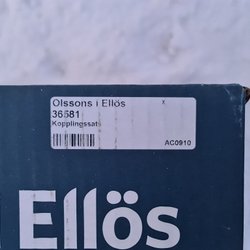 Olssons i Ellös x
36581
Kopplingssats
AC0910
Ellös